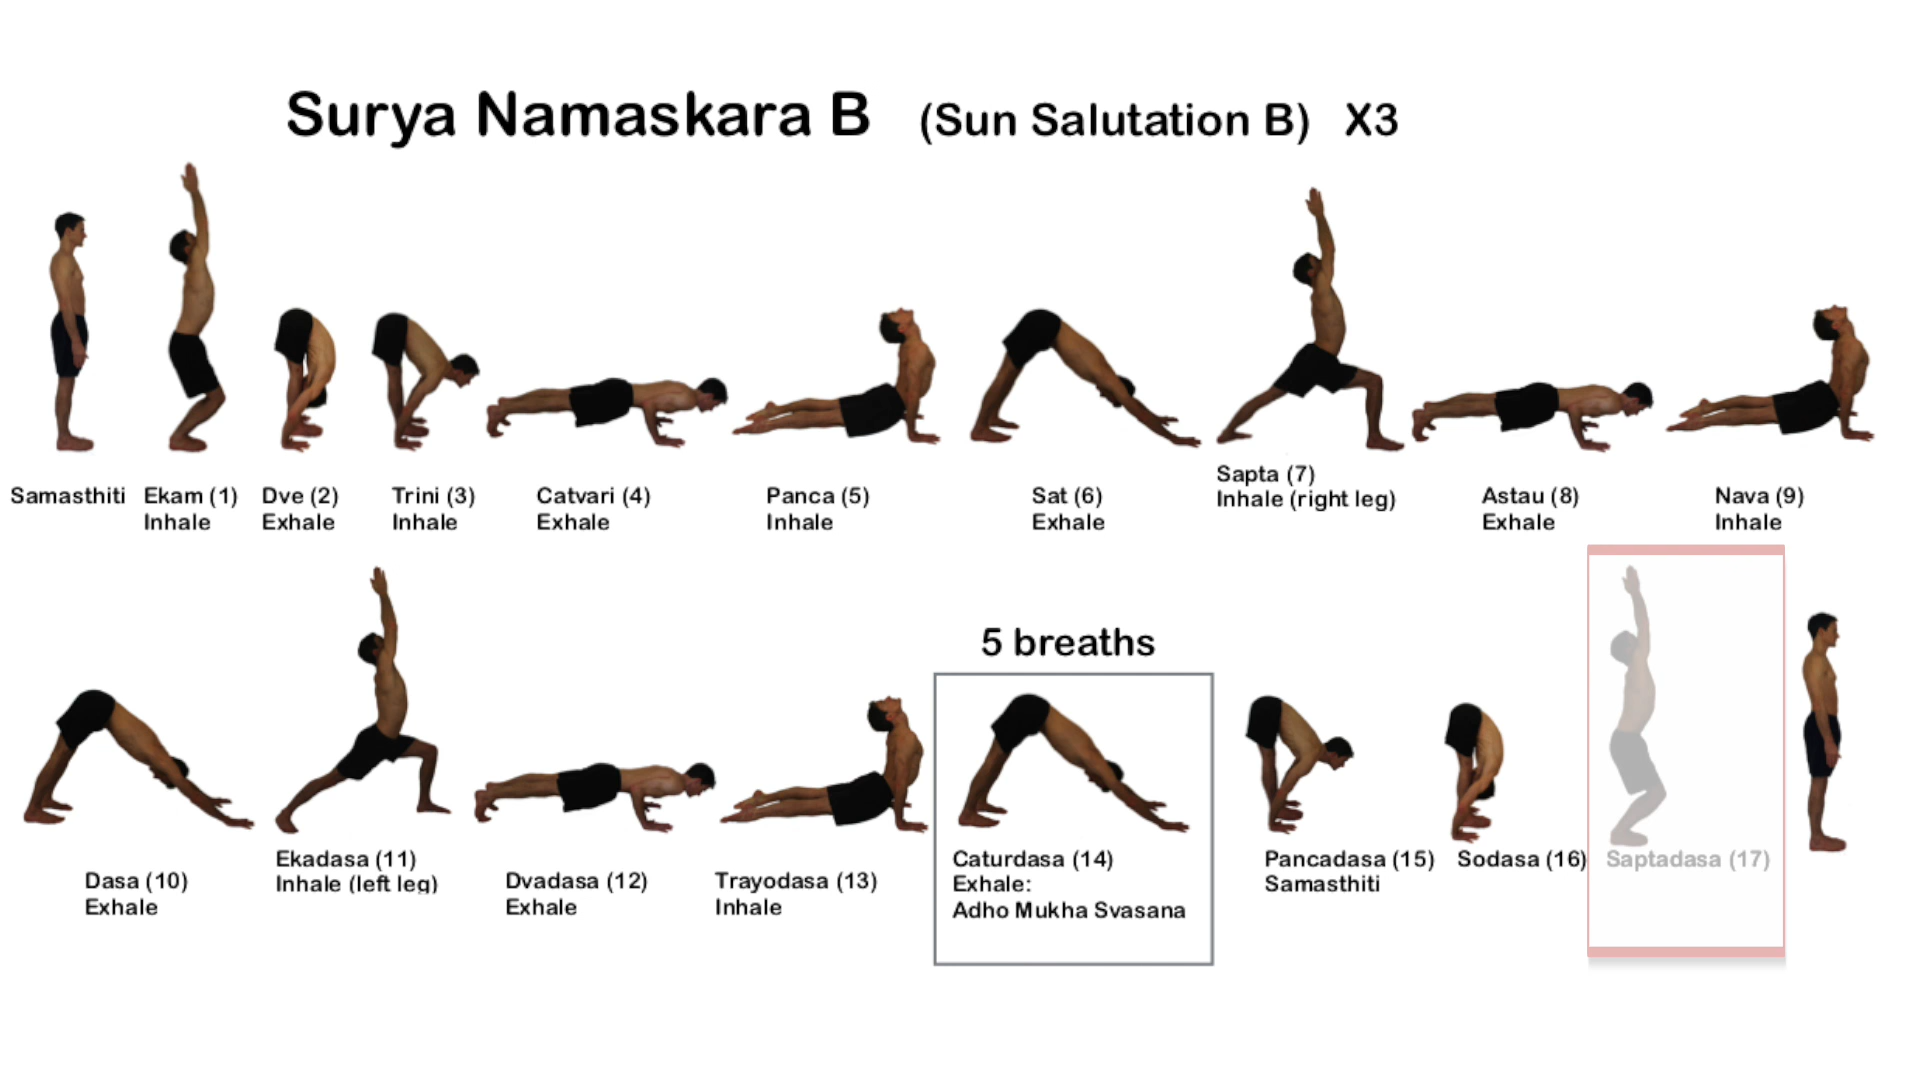 Surya Namaskara B (Sun Salutation B) X3
Samasthiti
Ekam (1)
Inhale
Dve (2)
Exhale
Trini (3)
Inhale
Catvari (4)
Exhale
Panca (5)
Inhale
Sat (6)
Exhale
Sapta (7)
Inhale (right leg)
Astau (8)
Exhale
Nava (9)
Inhale
Dasa (10)
Exhale
Ekadasa (11)
Inhale (left leg)
Dvadasa (12)
Exhale
Trayodasa (13)
Inhale
5 breaths
Caturdasa (14)
Exhale:
Adho Mukha Svasana
Pancadasa (15)
Samasthiti
Sodasa (16)
Saptadasa (17)